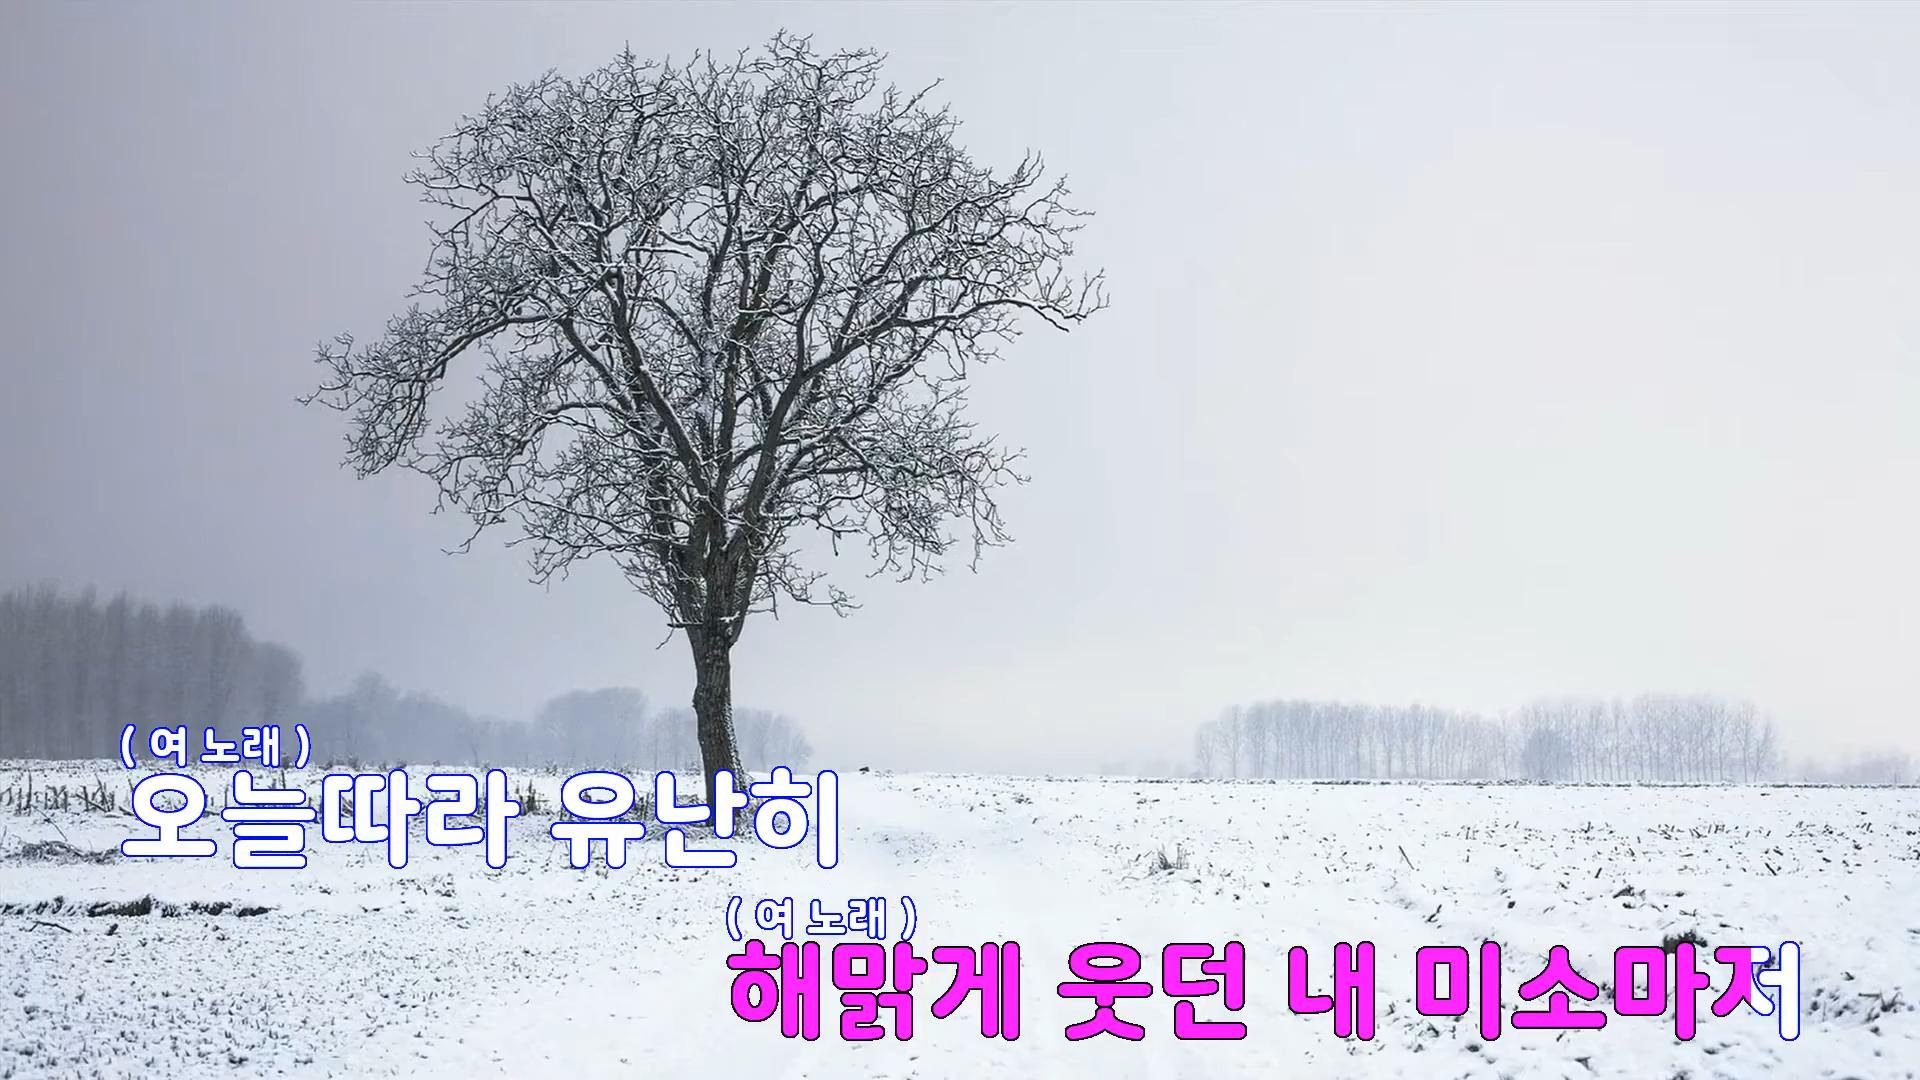 ( 여 노래 )
오늘따라 유난히
( 여 노래 )
해맑게 웃던 내 미소마저